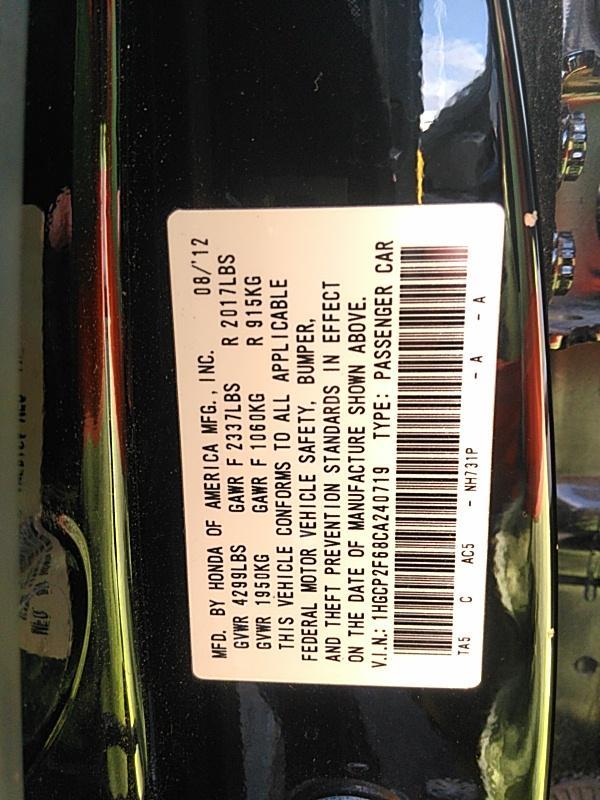 MFD. BY HONDA OF AMERICA MFG., INC. 08/'12
GVWR 4299LBS GAWR F 2337LBS R 2017LBS
GVWR 1950KG GAWR F 1060KG R 915KG
THIS VEHICLE CONFORMS TO ALL APPLICABLE
FEDERAL MOTOR VEHICLE SAFETY, BUMPER,
AND THEFT PREVENTION STANDARDS IN EFFECT
ON THE DATE OF MANUFACTURE SHOWN ABOVE.
V.I.N.: 1HGCP2F68CA240719 TYPE: PASSENGER CAR
TA5 C AC5 - NH731P - A - A